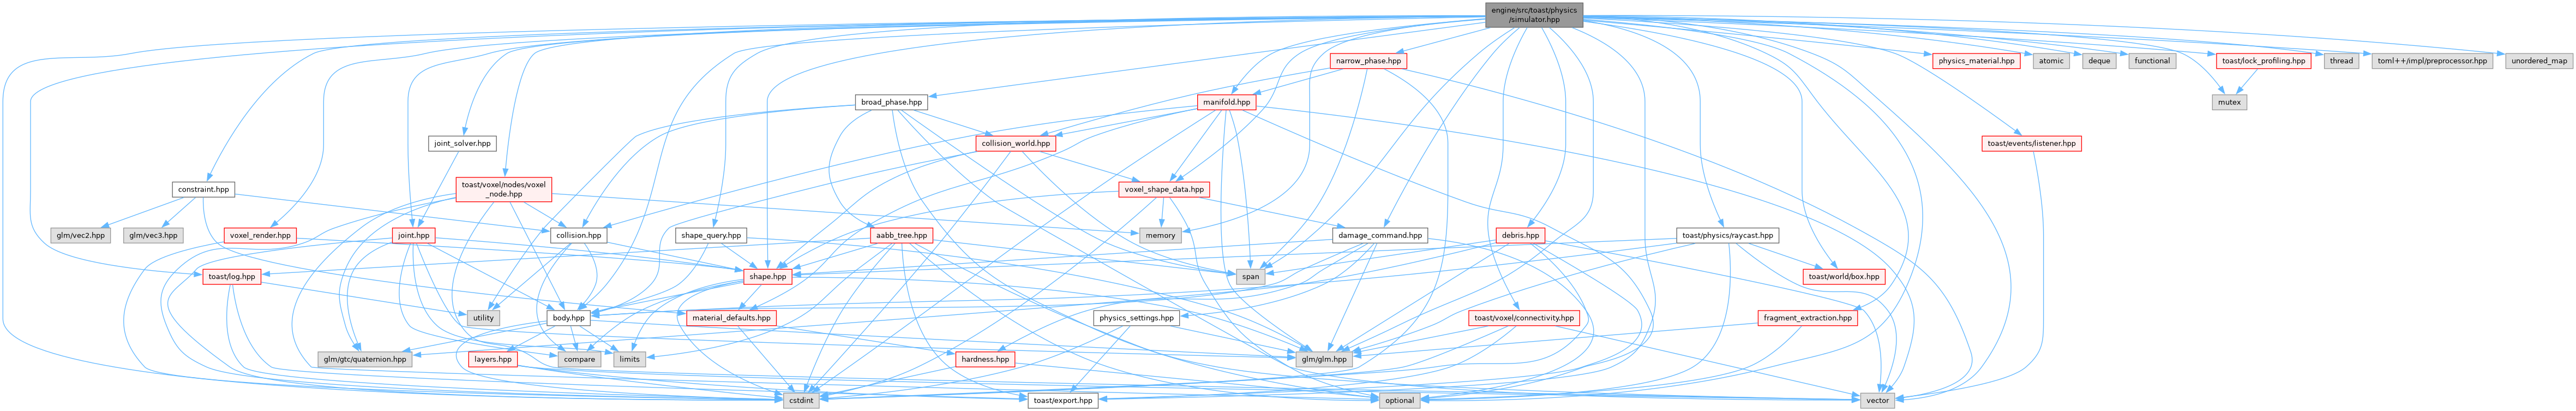 engine/src/toast/physics
/simulator.hpp
narrow_phase.hpp
physics_material.hpp
atomic
deque
functional
toast/lock_profiling.hpp
thread
toml++/impl/preprocessor.hpp
unordered_map
broad_phase.hpp
manifold.hpp
mutex
joint_solver.hpp
collision_world.hpp
toast/events/listener.hpp
constraint.hpp
toast/voxel/nodes/voxel
_node.hpp
voxel_shape_data.hpp
glm/vec2.hpp
glm/vec3.hpp
voxel_render.hpp
joint.hpp
collision.hpp
shape_query.hpp
aabb_tree.hpp
memory
damage_command.hpp
debris.hpp
toast/physics/raycast.hpp
toast/log.hpp
shape.hpp
span
toast/world/box.hpp
utility
body.hpp
material_defaults.hpp
physics_settings.hpp
toast/voxel/connectivity.hpp
fragment_extraction.hpp
glm/gtc/quaternion.hpp
layers.hpp
compare
limits
hardness.hpp
glm/glm.hpp
cstdint
toast/export.hpp
optional
vector